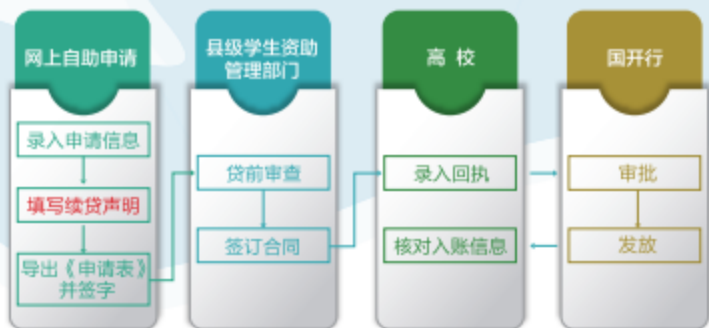 网上自助申请
录入申请信息
填写续贷声明
导出《申请表》
并签字
县级学生资助
管理部门
贷前审查
签订合同
高 校
录入回执
核对入账信息
国开行
审批
发放